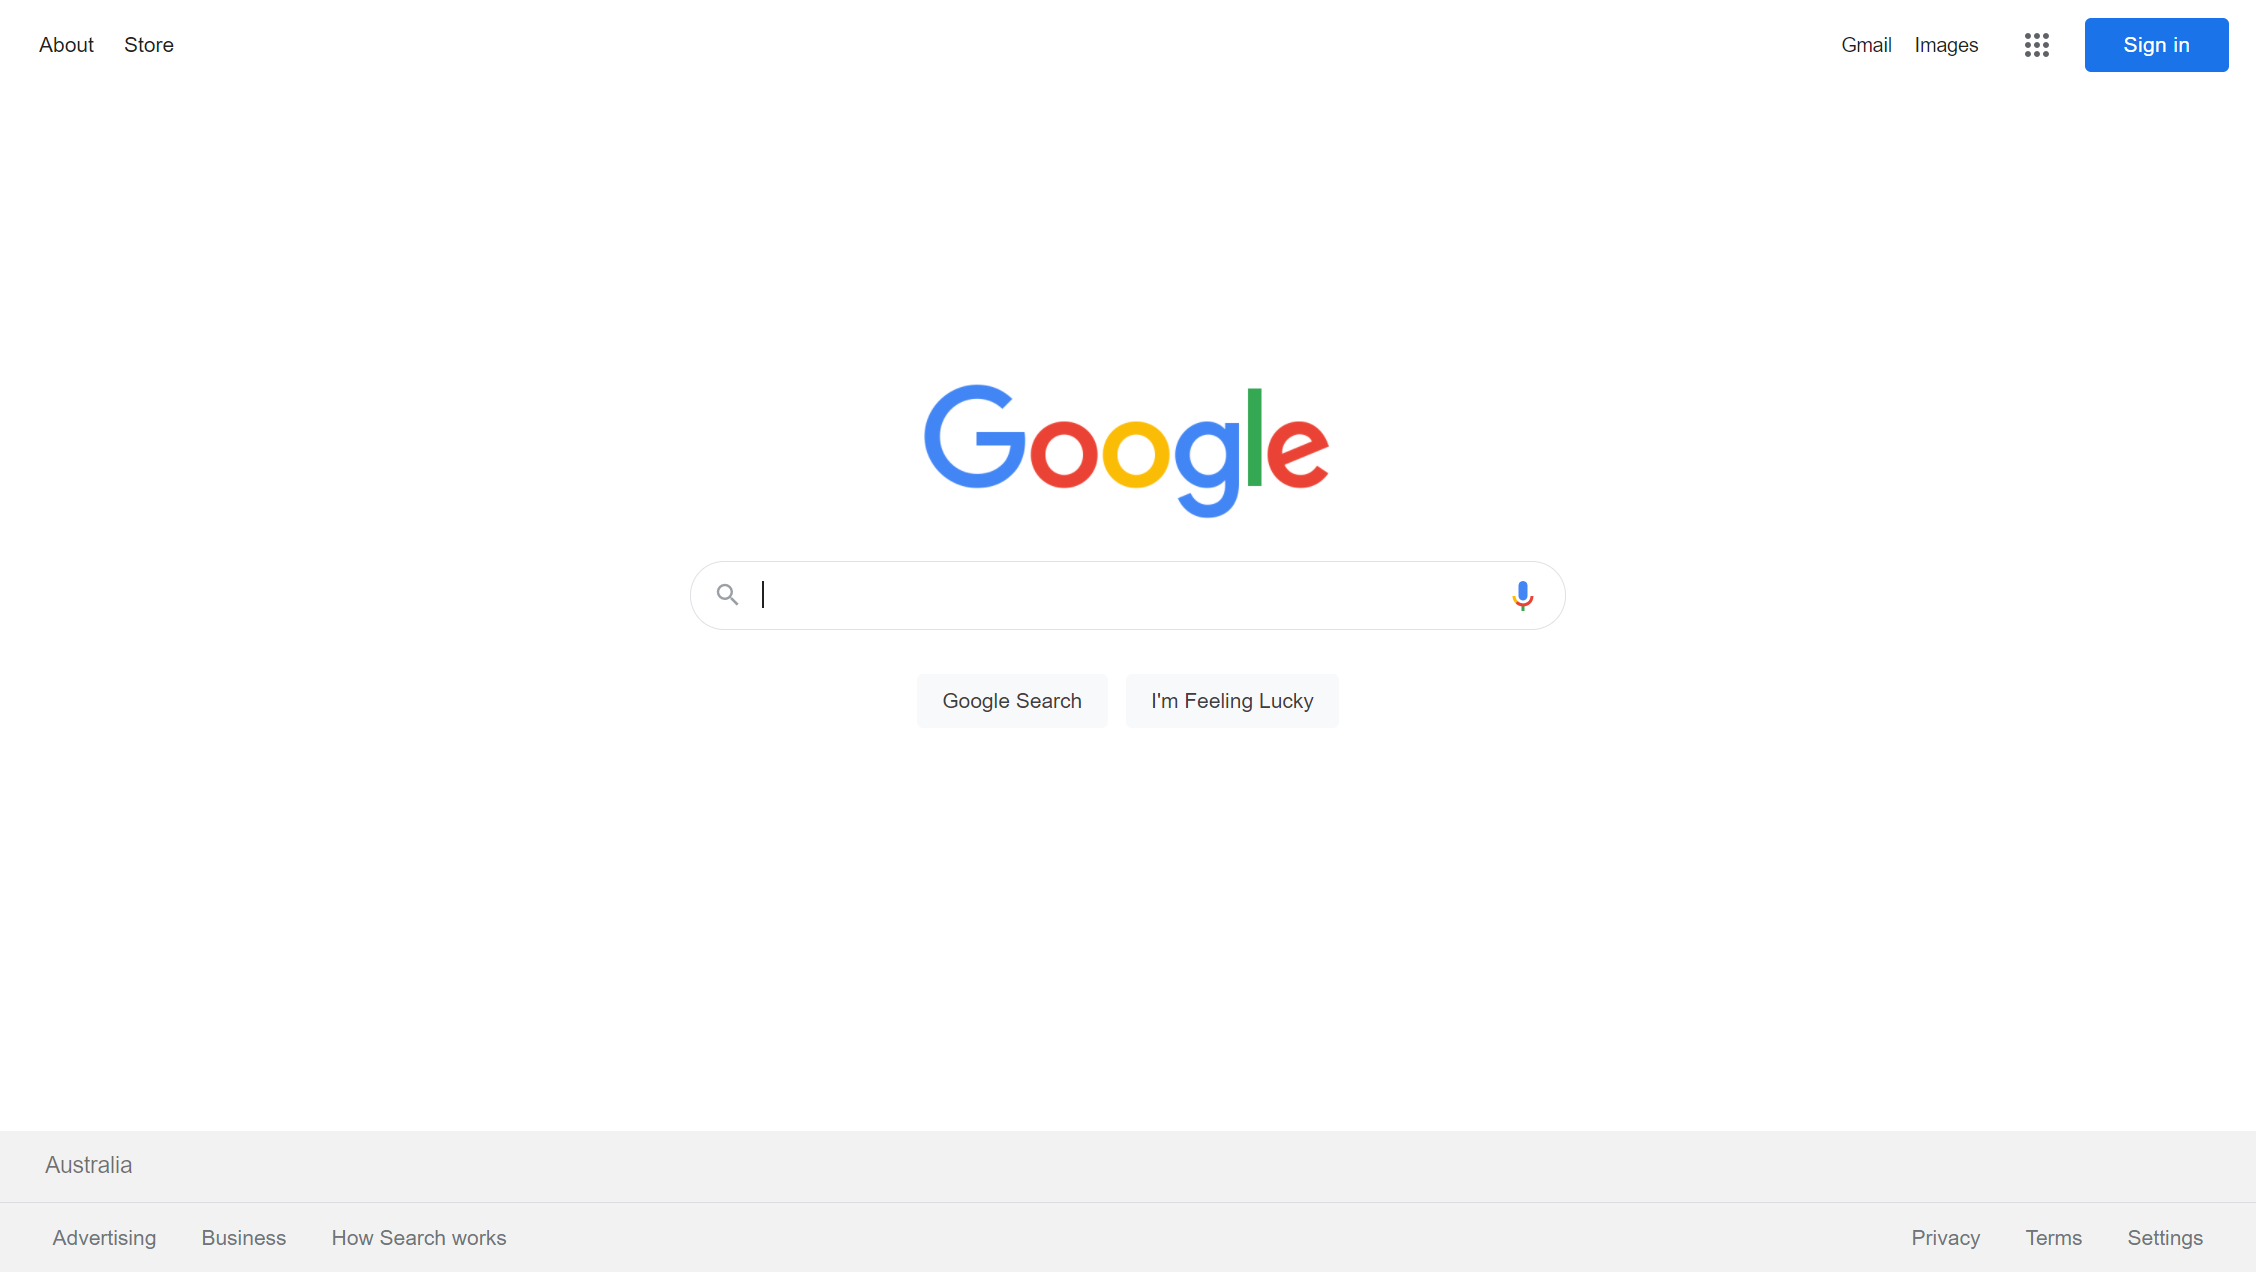 About Store Gmail Images Sign in
Google
Google Search I'm Feeling Lucky
Australia
Advertising Business How Search works Privacy Terms Settings